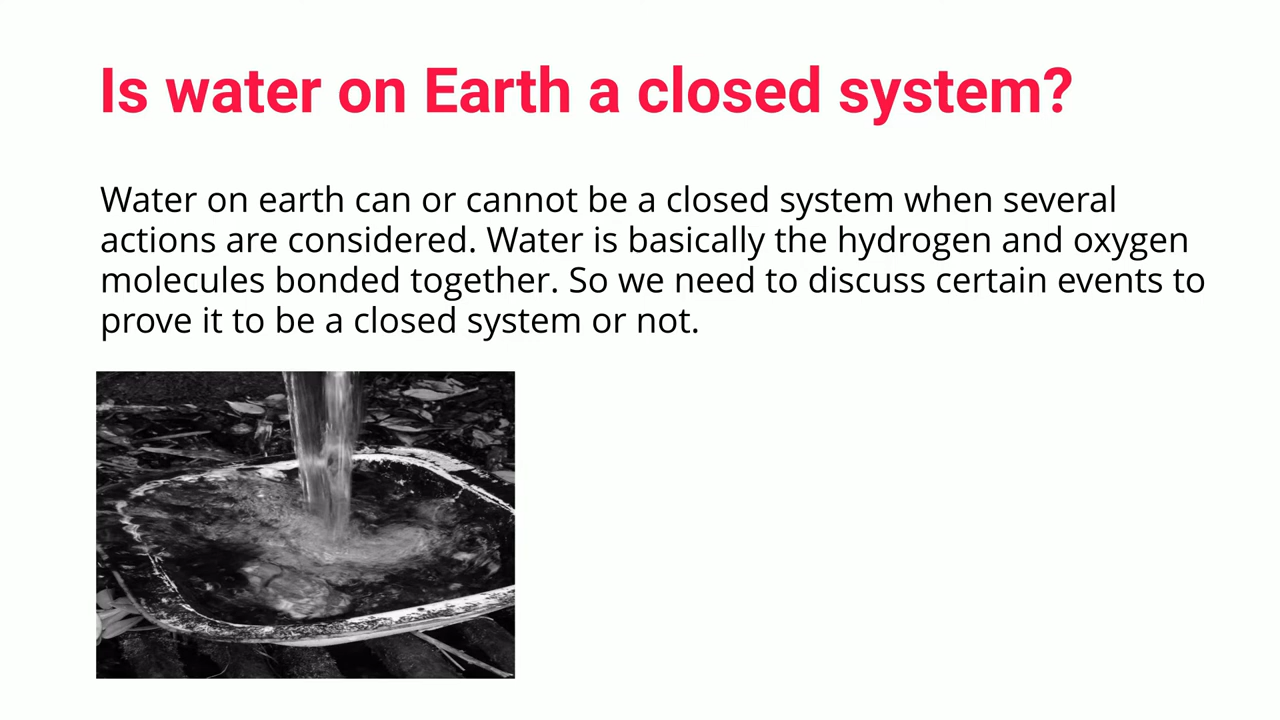 Is water on Earth a closed system?
Water on earth can or cannot be a closed system when several
actions are considered. Water is basically the hydrogen and oxygen
molecules bonded together. So we need to discuss certain events to
prove it to be a closed system or not.